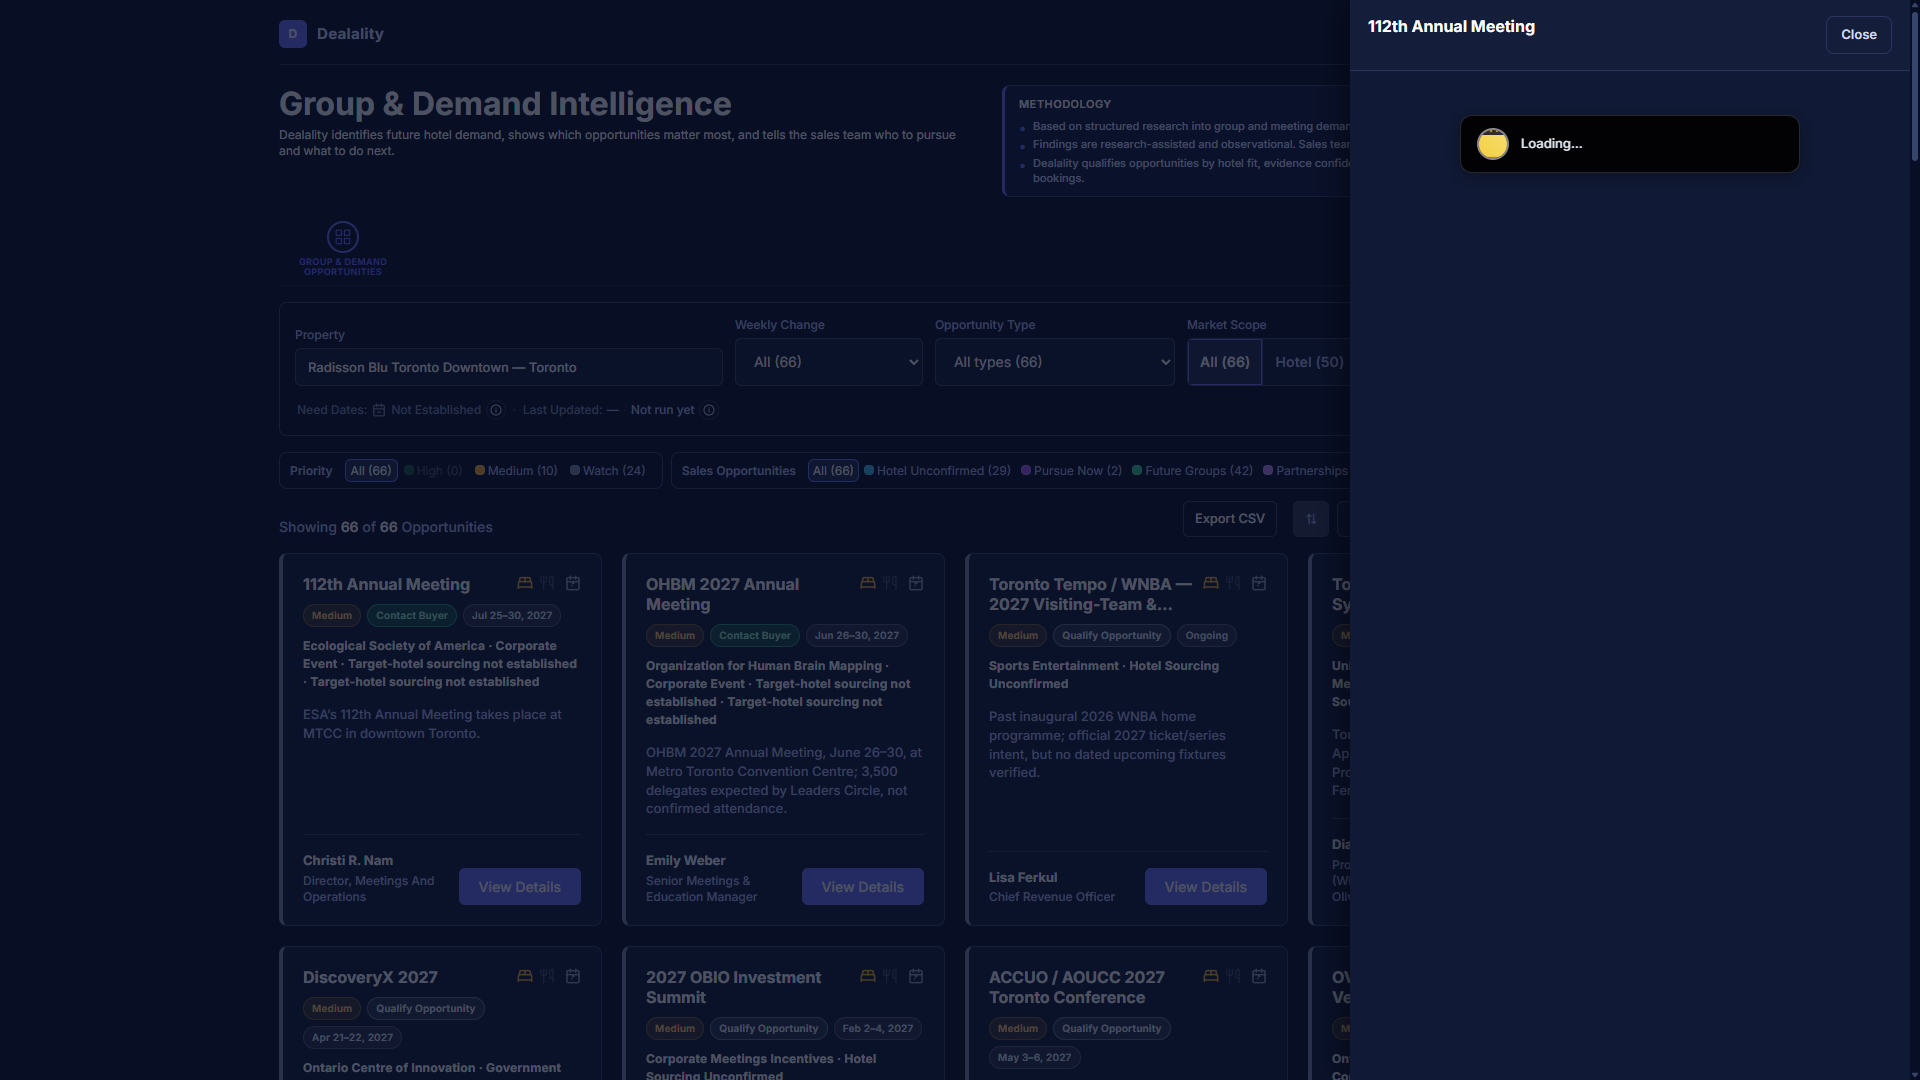 D Dealality
Group & Demand Intelligence
Dealality identifies future hotel demand, shows which opportunities matter most, and tells the sales team who to pursue
and what to do next.
METHODOLOGY
Based on structured research into group and meeting
Findings are research-assisted and observational. Sales
Dealality qualifies opportunities by hotel fit, evidence
bookings.
GROUP & DEMAND
OPPORTUNITIES
Property
Radisson Blu Toronto Downtown — Toronto
Weekly Change
All (66)
Opportunity Type
All types (66)
Market Scope
All (66) Hotel (50)
Need Dates: Not Established · Last Updated: — · Not run yet
Priority All (66) High (0) Medium (10) Watch (24)
Sales Opportunities All (66) Hotel Unconfirmed (29) Pursue Now (2) Future Groups (42) Partnerships
Showing 66 of 66 Opportunities
Export CSV
112th Annual Meeting
Medium Contact Buyer Jul 25–30, 2027
Ecological Society of America · Corporate
Event · Target-hotel sourcing not established
· Target-hotel sourcing not established
ESA's 112th Annual Meeting takes place at
MTCC in downtown Toronto.
Christi R. Nam
Director, Meetings And
Operations
View Details
OHBM 2027 Annual
Meeting
Medium Contact Buyer Jun 26–30, 2027
Organization for Human Brain Mapping ·
Corporate Event · Target-hotel sourcing not
established · Target-hotel sourcing not
established
OHBM 2027 Annual Meeting, June 26–30, at
Metro Toronto Convention Centre; 3,500
delegates expected by Leaders Circle, not
confirmed attendance.
Emily Weber
Senior Meetings &
Education Manager
View Details
Toronto Tempo / WNBA —
2027 Visiting-Team &...
Medium Qualify Opportunity Ongoing
Sports Entertainment · Hotel Sourcing
Unconfirmed
Past inaugural 2026 WNBA home
programme; official 2027 ticket/series
intent, but no dated upcoming fixtures
verified.
Lisa Ferkul
Chief Revenue Officer
View Details
DiscoveryX 2027
Medium Qualify Opportunity
Apr 21–22, 2027
Ontario Centre of Innovation · Government
2027 OBIO Investment
Summit
Medium Qualify Opportunity Feb 2–4, 2027
Corporate Meetings Incentives · Hotel
Sourcing Unconfirmed
ACCUO / AOUCC 2027
Toronto Conference
Medium Qualify Opportunity
May 3–6, 2027
112th Annual Meeting
Close
Loading...